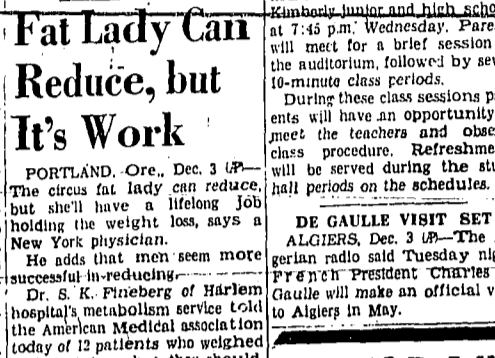 Fat Lady Can
Reduce, but
It's Work
PORTLAND, Ore., Dec. 3 (AP)—
The circus fat lady can reduce,
but she'll have a lifelong job
holding the weight loss, says a
New York physician.
He adds that men seem more
successful in reducing.
Dr. S. K. Fineberg of Harlem
hospital's metabolism service told
the American Medical association
today of 12 patients who weighed
Kimberly junior and high scho
at 7:45 p.m. Wednesday. Pare
will meet for a brief session
the auditorium, followed by se
10-minute class periods.
During these class sessions p
ents will have an opportunity
meet the teachers and obse
class procedure. Refreshme
will be served during the stu
hall periods on the schedules.
DE GAULLE VISIT SET
ALGIERS, Dec. 3 (AP)—The
gerian radio said Tuesday nig
French President Charles
Gaulle will make an official v
to Algiers in May.